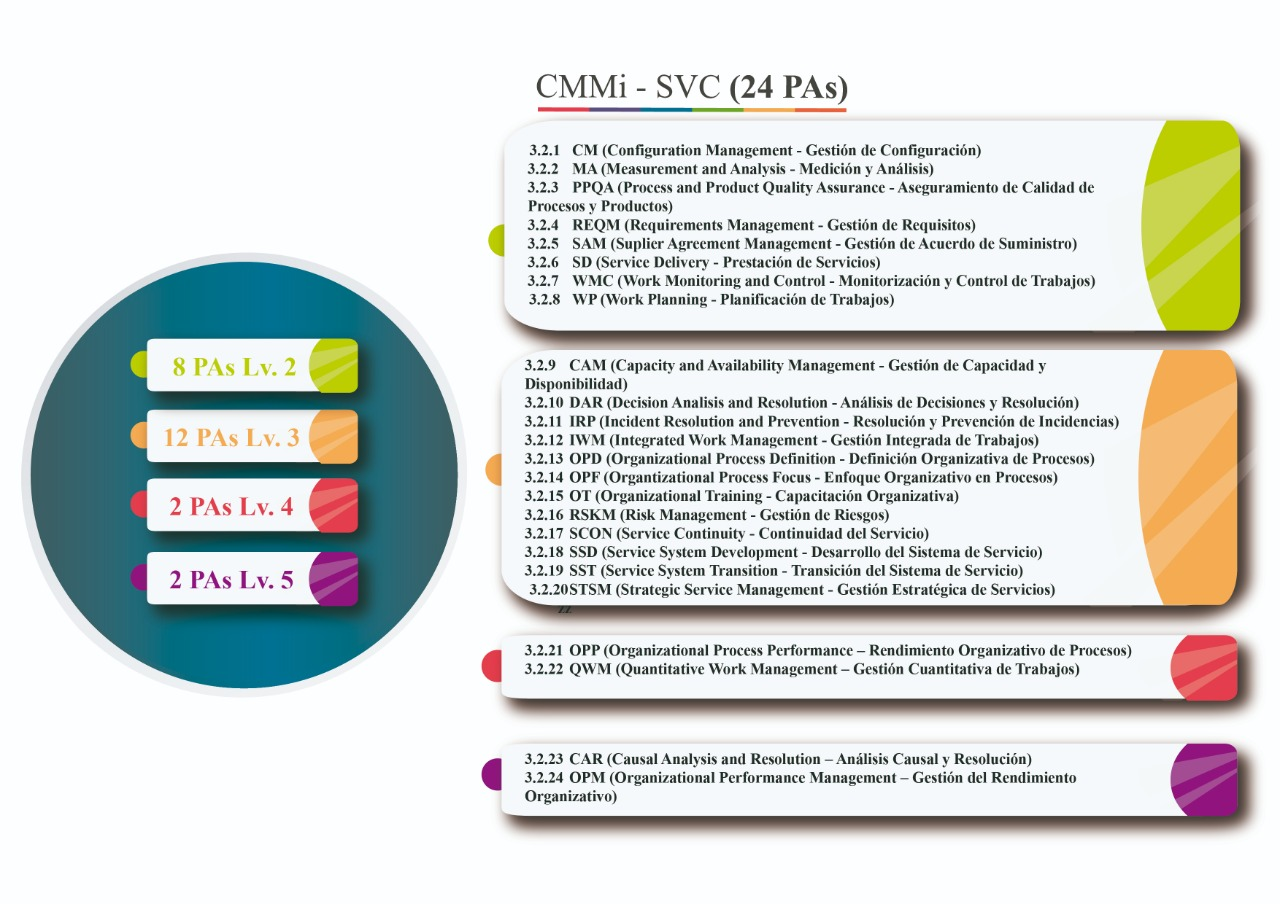 CMMi - SVC (24 PAs)
3.2.1 CM (Configuration Management - Gestión de Configuración)
3.2.2 MA (Measurement and Analysis - Medición y Análisis)
3.2.3 PPQA (Process and Product Quality Assurance - Aseguramiento de Calidad de
Procesos y Productos)
3.2.4 REQM (Requirements Management - Gestión de Requisitos)
3.2.5 SAM (Suplier Agreement Management - Gestión de Acuerdo de Suministro)
3.2.6 SD (Service Delivery - Prestación de Servicios)
3.2.7 WMC (Work Monitoring and Control - Monitorización y Control de Trabajos)
3.2.8 WP (Work Planning - Planificación de Trabajos)
8 PAs Lv. 2
12 PAs Lv. 3
2 PAs Lv. 4
2 PAs Lv. 5
3.2.9 CAM (Capacity and Availability Management - Gestión de Capacidad y
Disponibilidad)
3.2.10 DAR (Decision Analisis and Resolution - Análisis de Decisiones y Resolución)
3.2.11 IRP (Incident Resolution and Prevention - Resolución y Prevención de Incidencias)
3.2.12 IWM (Integrated Work Management - Gestión Integrada de Trabajos)
3.2.13 OPD (Organizational Process Definition - Definición Organizativa de Procesos)
3.2.14 OPF (Organtizational Process Focus - Enfoque Organizativo en Procesos)
3.2.15 OT (Organizational Training - Capacitación Organizativa)
3.2.16 RSKM (Risk Management - Gestión de Riesgos)
3.2.17 SCON (Service Continuity - Continuidad del Servicio)
3.2.18 SSD (Service System Development - Desarrollo del Sistema de Servicio)
3.2.19 SST (Service System Transition - Transición del Sistema de Servicio)
3.2.20STSM (Strategic Service Management - Gestión Estratégica de Servicios)
3.2.21 OPP (Organizational Process Performance – Rendimiento Organizativo de Procesos)
3.2.22 QWM (Quantitative Work Management – Gestión Cuantitativa de Trabajos)
3.2.23 CAR (Causal Analysis and Resolution – Análisis Causal y Resolución)
3.2.24 OPM (Organizational Performance Management – Gestión del Rendimiento
Organizativo)